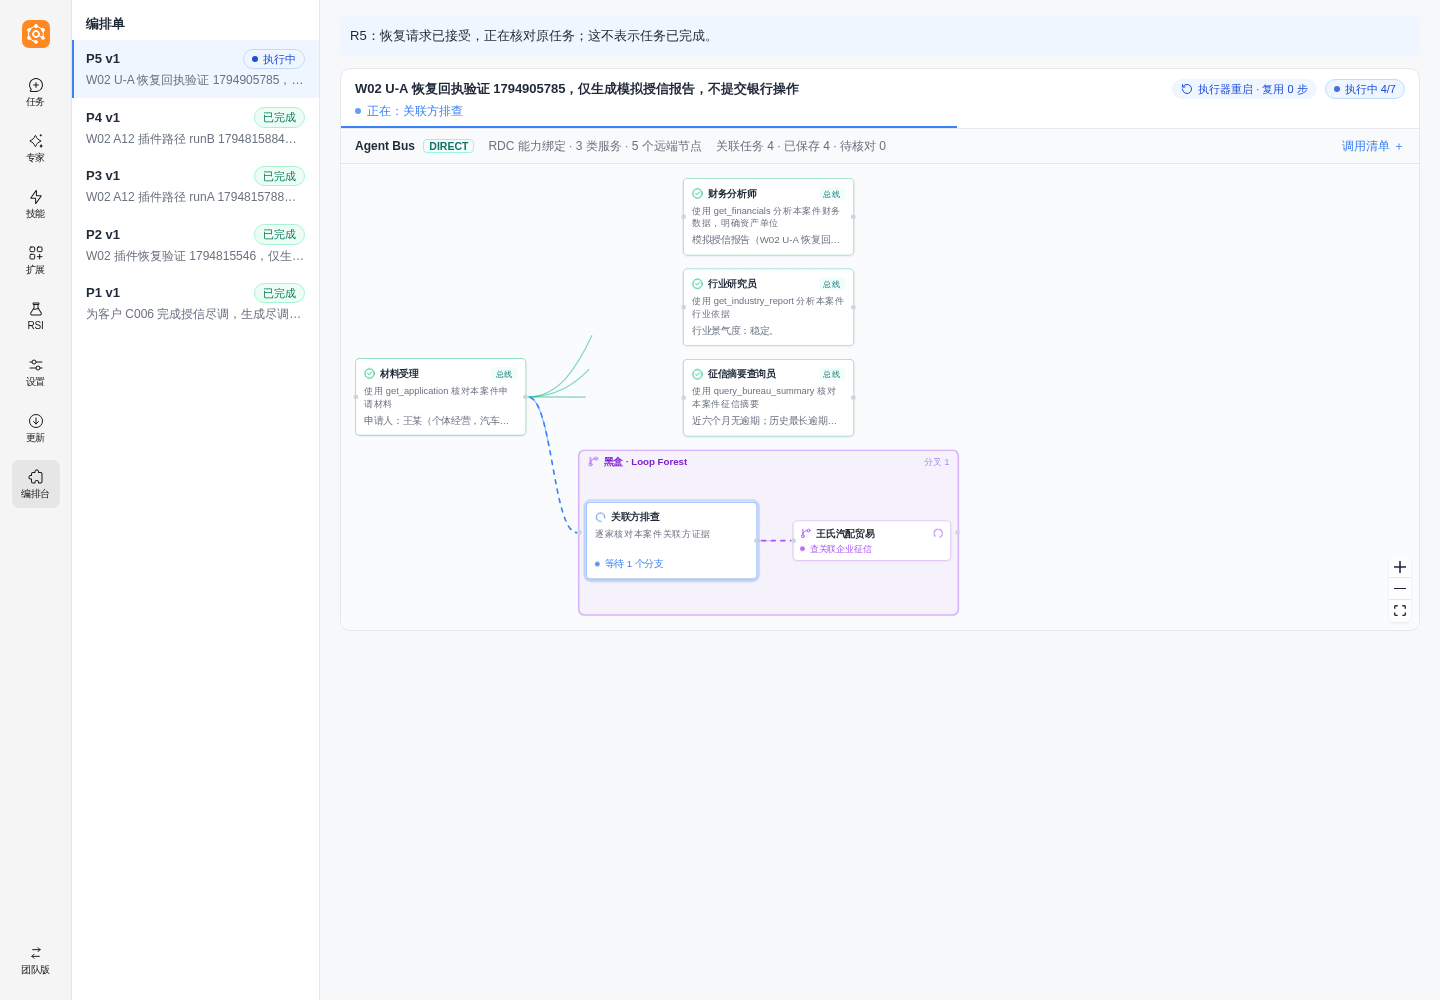 任务
专家
技能
扩展
RSI
设置
更新
编排台
团队版
编排单
P5 v1
执行中
W02 U-A 恢复回执验证 1794905785，…
P4 v1
已完成
W02 A12 插件路径 runB 1794815884…
P3 v1
已完成
W02 A12 插件路径 runA 1794815788…
P2 v1
已完成
W02 插件恢复验证 1794815546，仅生…
P1 v1
已完成
为客户 C006 完成授信尽调，生成尽调…
R5：恢复请求已接受，正在核对原任务；这不表示任务已完成。
W02 U-A 恢复回执验证 1794905785，仅生成模拟授信报告，不提交银行操作
执行器重启 · 复用 0 步
执行中 4/7
正在：关联方排查
Agent Bus DIRECT RDC 能力绑定 · 3 类服务 · 5 个远端节点 关联任务 4 · 已保存 4 · 待核对 0
调用清单 +
财务分析师
总线
使用 get_financials 分析本案件财务
数据，明确资产单位
模拟授信报告（W02 U-A 恢复回…
行业研究员
总线
使用 get_industry_report 分析本案件
行业依据
行业景气度：稳定。
材料受理
总线
使用 get_application 核对本案件申
请材料
申请人：王某（个体经营，汽车…
征信摘要查询员
总线
使用 query_bureau_summary 核对
本案件征信摘要
近六个月无逾期；历史最长逾期…
黑盒 · Loop Forest
分叉 1
关联方排查
逐家核对本案件关联方证据
等待 1 个分支
王氏汽配贸易
查关联企业征信